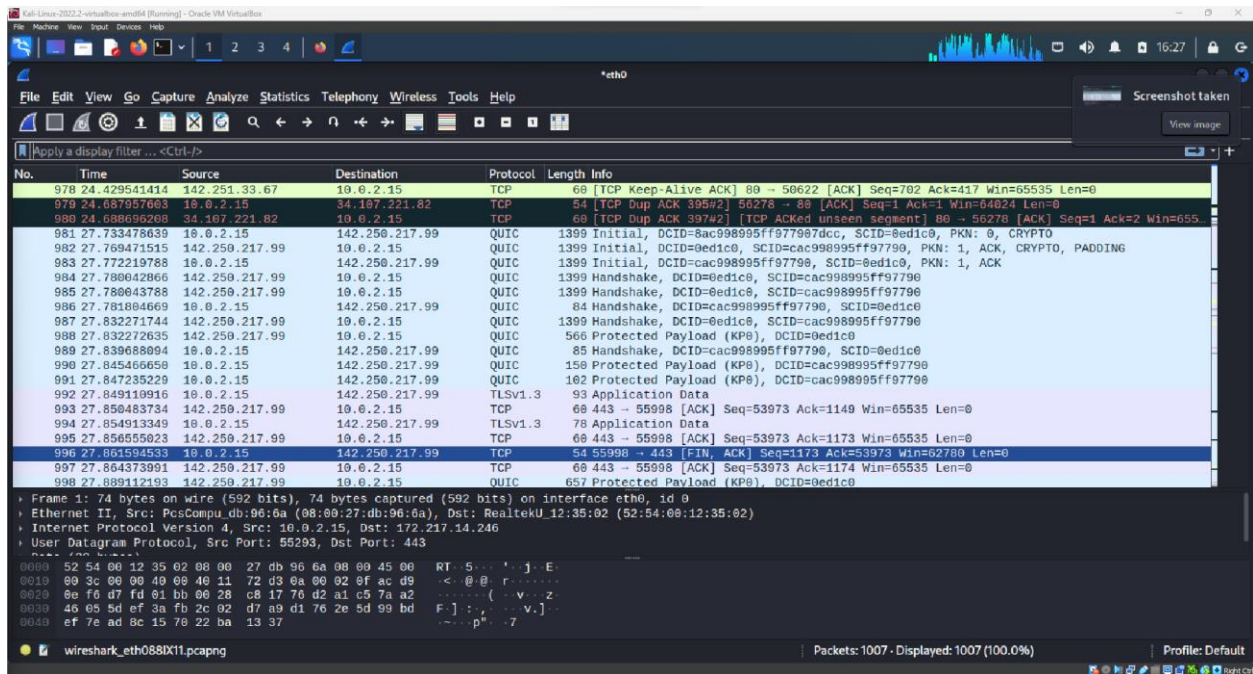 Kali-Linux-2022.2-virtualbox-amd64 [Running] - Oracle VM VirtualBox
File Machine View Input Devices Help
1 2 3 4 16:27
*eth0
File Edit View Go Capture Analyze Statistics Telephony Wireless Tools Help
Screenshot taken
View image
Apply a display filter ... <Ctrl-/>
No. Time Source Destination Protocol Length Info
978 24.429541414 142.251.33.67 10.0.2.15 TCP 60 [TCP Keep-Alive ACK] 80 → 50622 [ACK] Seq=702 Ack=417 Win=65535 Len=0
979 24.687957603 10.0.2.15 34.107.221.82 TCP 54 [TCP Dup ACK 395#2] 56278 → 80 [ACK] Seq=1 Ack=1 Win=64024 Len=0
980 24.688696208 34.107.221.82 10.0.2.15 TCP 60 [TCP Dup ACK 397#2] [TCP ACKed unseen segment] 80 → 56278 [ACK] Seq=1 Ack=2 Win=655…
981 27.733478639 10.0.2.15 142.250.217.99 QUIC 1399 Initial, DCID=8ac998995ff977907dcc, SCID=0ed1c0, PKN: 0, CRYPTO
982 27.769471515 142.250.217.99 10.0.2.15 QUIC 1399 Initial, DCID=0ed1c0, SCID=cac998995ff97790, PKN: 1, ACK, CRYPTO, PADDING
983 27.772219788 10.0.2.15 142.250.217.99 QUIC 1399 Initial, DCID=cac998995ff97790, SCID=0ed1c0, PKN: 1, ACK
984 27.780042866 142.250.217.99 10.0.2.15 QUIC 1399 Handshake, DCID=0ed1c0, SCID=cac998995ff97790
985 27.780043788 142.250.217.99 10.0.2.15 QUIC 1399 Handshake, DCID=0ed1c0, SCID=cac998995ff97790
986 27.781804669 10.0.2.15 142.250.217.99 QUIC 84 Handshake, DCID=cac998995ff97790, SCID=0ed1c0
987 27.832271744 142.250.217.99 10.0.2.15 QUIC 1399 Handshake, DCID=0ed1c0, SCID=cac998995ff97790
988 27.832272635 142.250.217.99 10.0.2.15 QUIC 566 Protected Payload (KP0), DCID=0ed1c0
989 27.839688094 10.0.2.15 142.250.217.99 QUIC 85 Handshake, DCID=cac998995ff97790, SCID=0ed1c0
990 27.845466650 10.0.2.15 142.250.217.99 QUIC 150 Protected Payload (KP0), DCID=cac998995ff97790
991 27.847235229 10.0.2.15 142.250.217.99 QUIC 102 Protected Payload (KP0), DCID=cac998995ff97790
992 27.849110916 10.0.2.15 142.250.217.99 TLSv1.3 93 Application Data
993 27.850483734 142.250.217.99 10.0.2.15 TCP 60 443 → 55998 [ACK] Seq=53973 Ack=1149 Win=65535 Len=0
994 27.854913349 10.0.2.15 142.250.217.99 TLSv1.3 78 Application Data
995 27.856555023 142.250.217.99 10.0.2.15 TCP 60 443 → 55998 [ACK] Seq=53973 Ack=1173 Win=65535 Len=0
996 27.861594533 10.0.2.15 142.250.217.99 TCP 54 55998 → 443 [FIN, ACK] Seq=1173 Ack=53973 Win=62780 Len=0
997 27.864373991 142.250.217.99 10.0.2.15 TCP 60 443 → 55998 [ACK] Seq=53973 Ack=1174 Win=65535 Len=0
998 27.889112193 142.250.217.99 10.0.2.15 QUIC 657 Protected Payload (KP0), DCID=0ed1c0
Frame 1: 74 bytes on wire (592 bits), 74 bytes captured (592 bits) on interface eth0, id 0
Ethernet II, Src: PcsCompu_db:96:6a (08:00:27:db:96:6a), Dst: RealtekU_12:35:02 (52:54:00:12:35:02)
Internet Protocol Version 4, Src: 10.0.2.15, Dst: 172.217.14.246
User Datagram Protocol, Src Port: 55293, Dst Port: 443
0000 52 54 00 12 35 02 08 00 27 db 96 6a 08 00 45 00 RT··5···'··j··E·
0010 00 3c 00 00 40 00 40 11 72 d3 0a 00 02 0f ac d9 ·<··@·@·r·······
0020 0e f6 d7 fd 01 bb 00 28 c8 17 76 d2 a1 c5 7a a2 ·······(··v···z·
0030 46 05 5d ef 3a fb 2c 02 d7 a9 d1 76 2e 5d 99 bd F·]·:·,····v.]··
0040 ef 7e ad 8c 15 70 22 ba 13 37 ·~···p"··7
wireshark_eth088IX11.pcapng Packets: 1007 · Displayed: 1007 (100.0%) Profile: Default
Right Ctrl